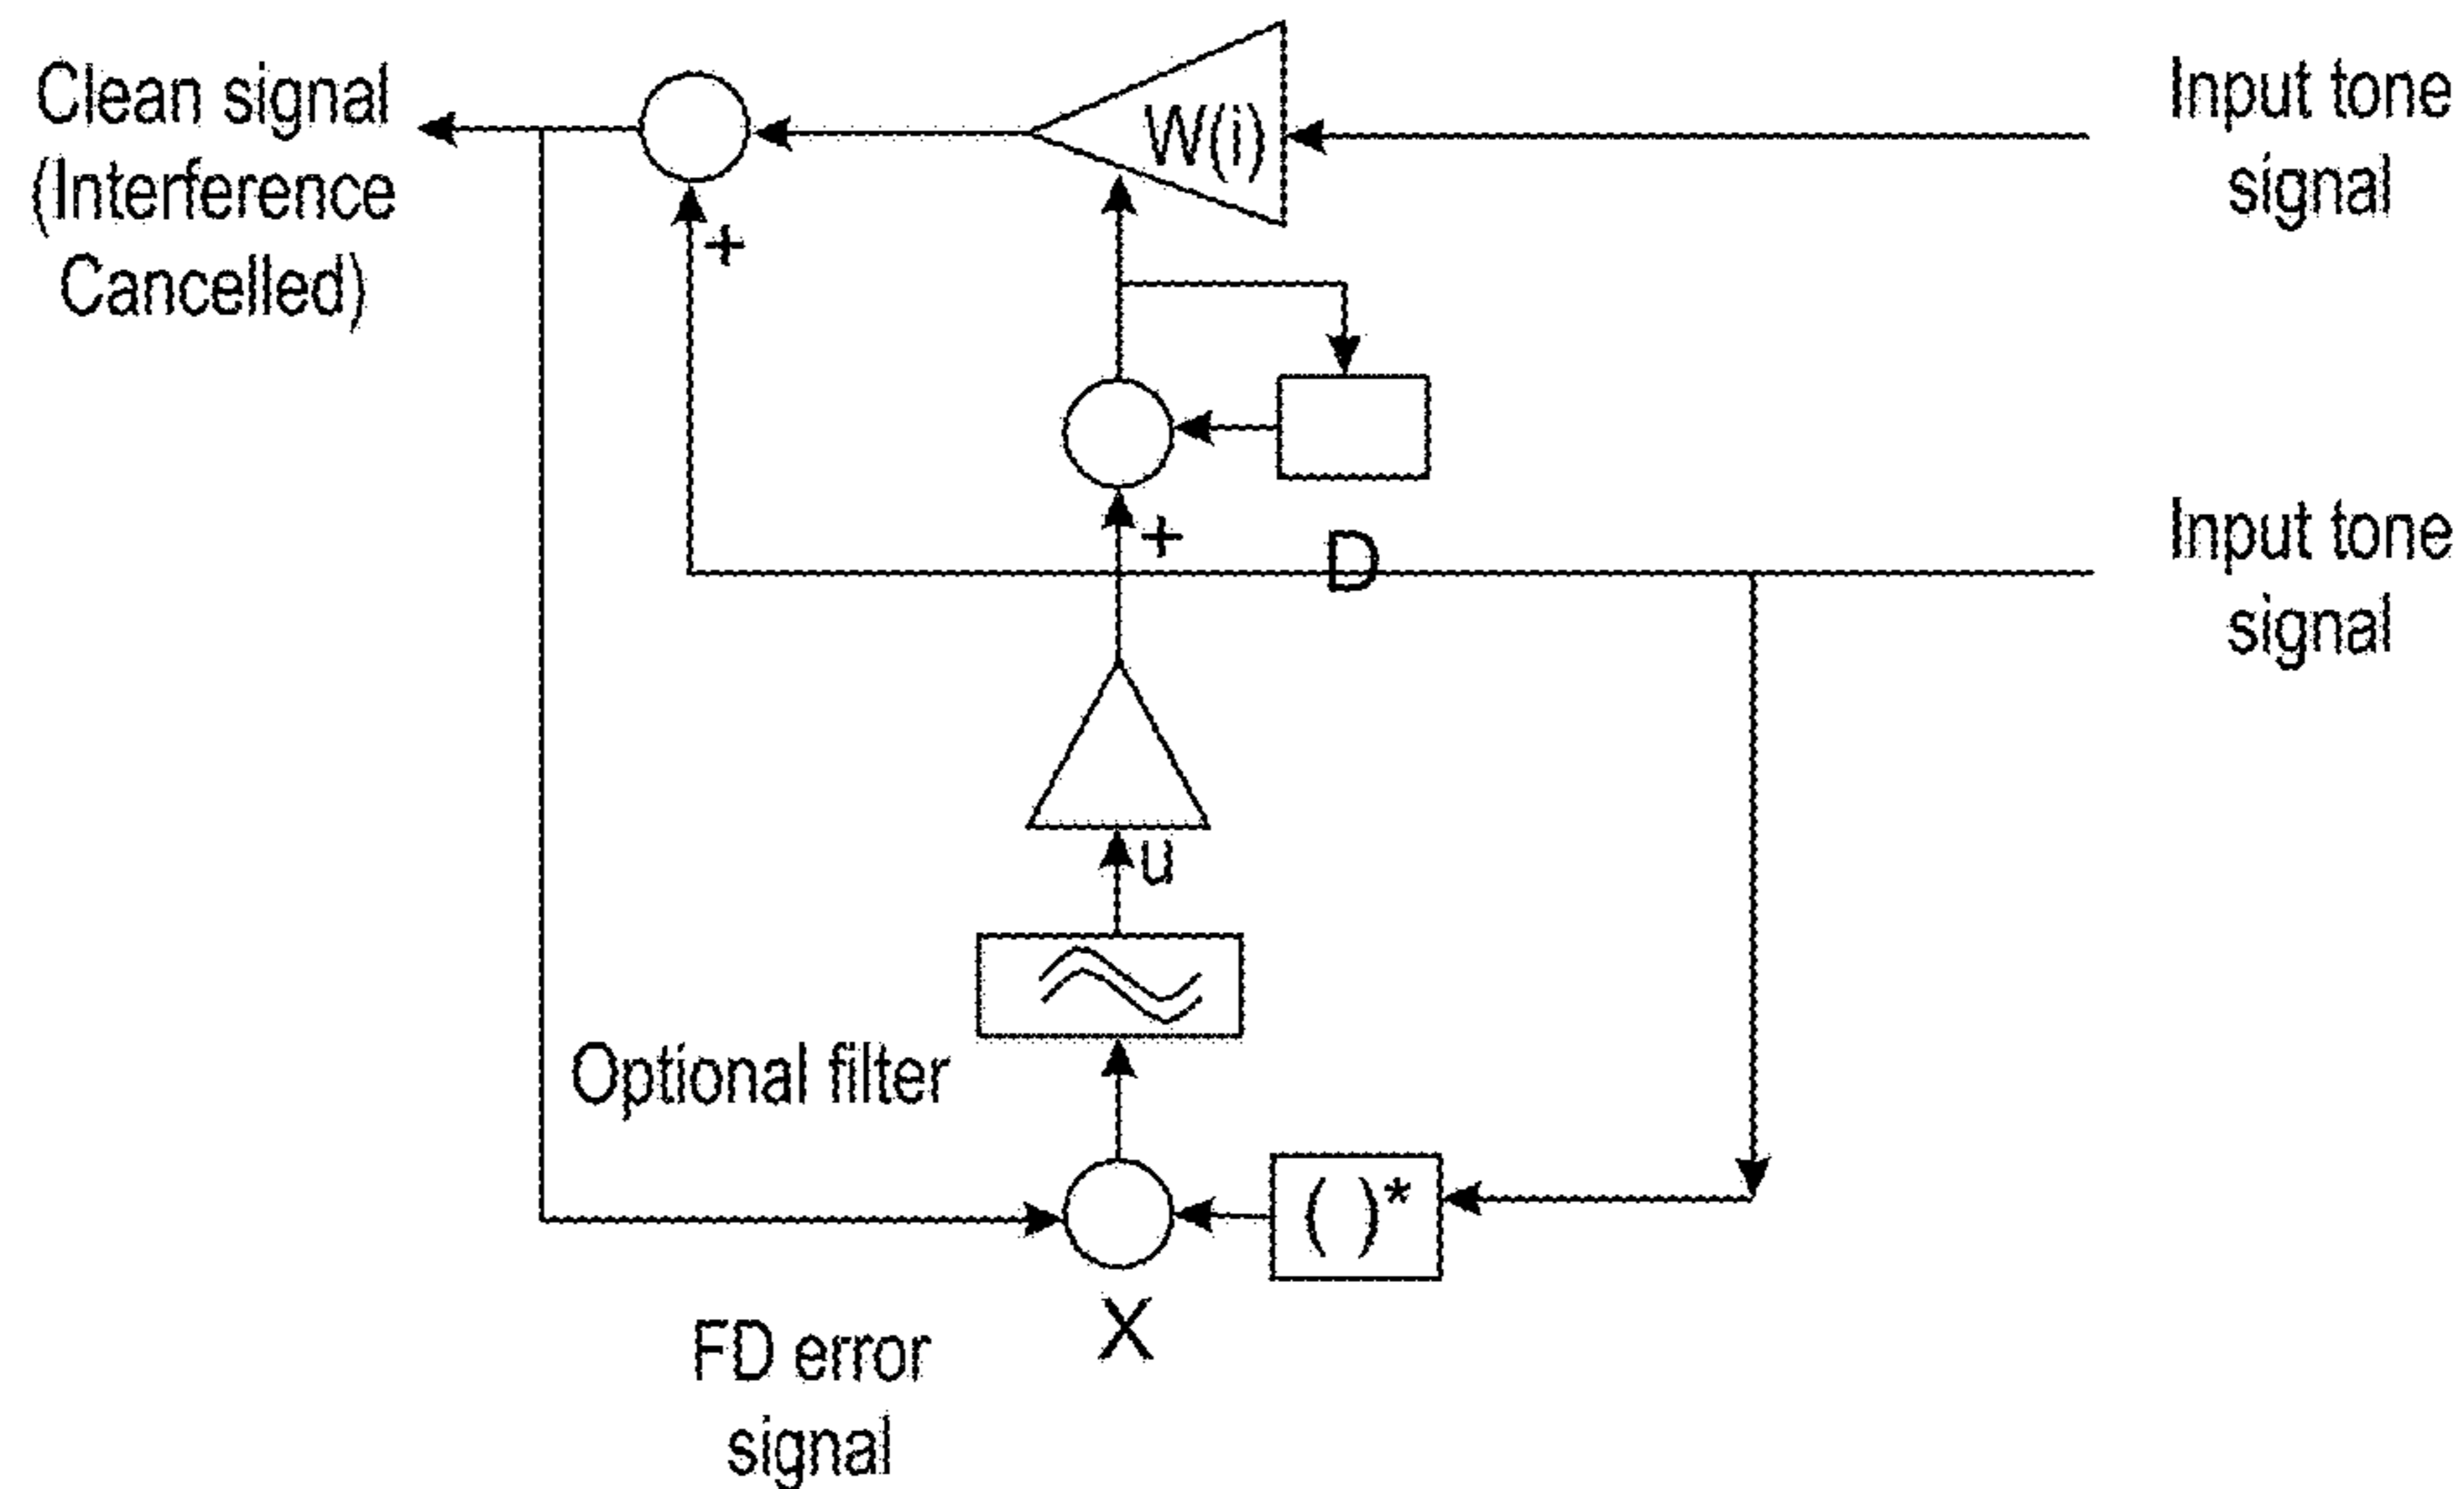 Clean signal
(Interference
Cancelled)
W(i)
Input tone
signal
+
+
D
Input tone
signal
u
Optional filter
( )*
X
FD error
signal